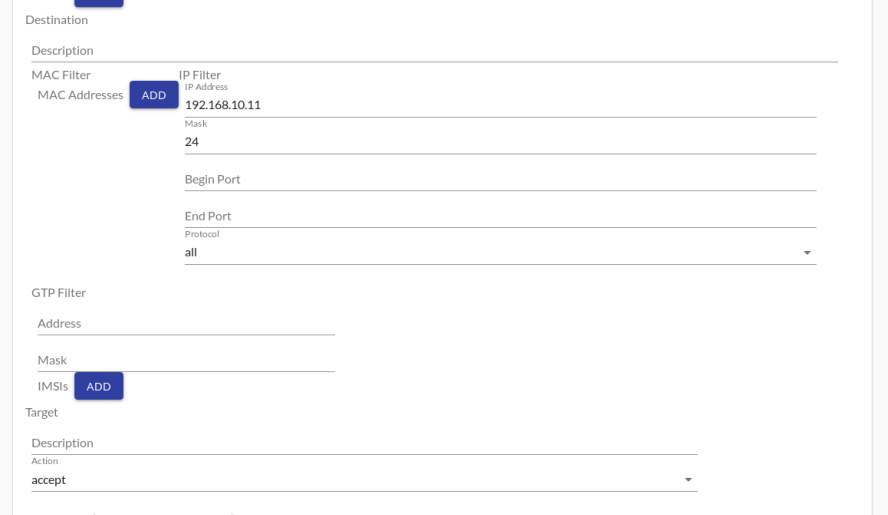 Destination
Description
MAC Filter IP Filter
MAC Addresses ADD
IP Address
192.168.10.11
Mask
24
Begin Port
End Port
Protocol
all
GTP Filter
Address
Mask
IMSIs ADD
Target
Description
Action
accept